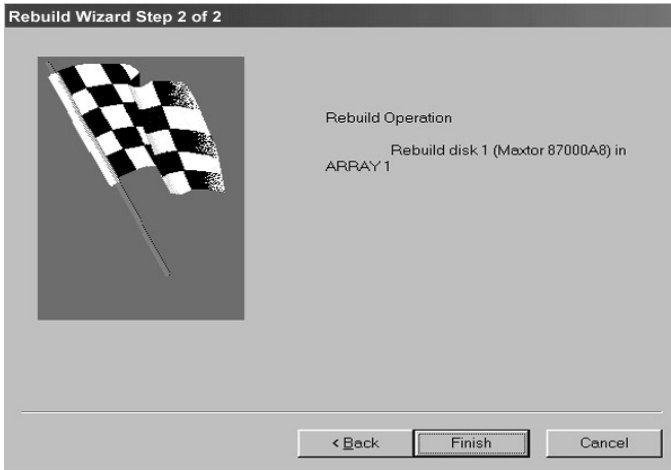 Rebuild Wizard Step 2 of 2
Rebuild Operation
Rebuild disk 1 (Maxtor 87000A8) in
ARRAY 1
< Back
Finish
Cancel